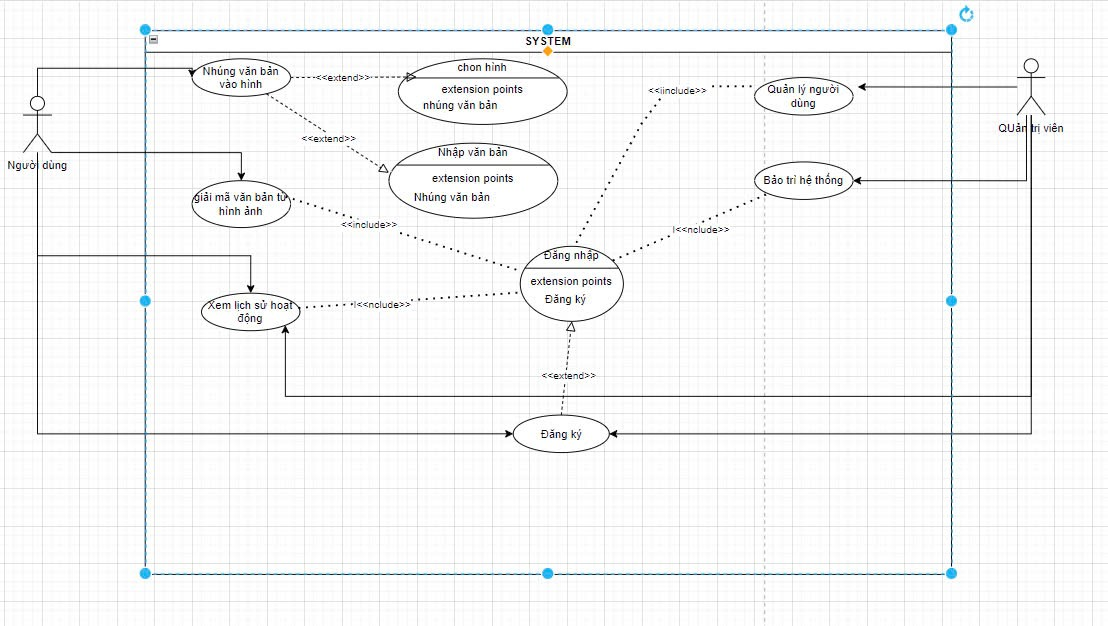 SYSTEM
Nhúng văn bản
vào hình
<<extend>>
chon hình
extension points
nhúng văn bản
<<iinclude>>
Quản lý người
dùng
QUản trị viên
Người dùng
<<extend>>
Nhập văn bản
extension points
Nhúng văn bản
Bảo trì hệ thống
giải mã văn bản từ
hình ảnh
<<include>>
I<<nclude>>
Đăng nhập
extension points
Đăng ký
Xem lịch sử hoạt
động
I<<nclude>>
<<extend>>
Đăng ký